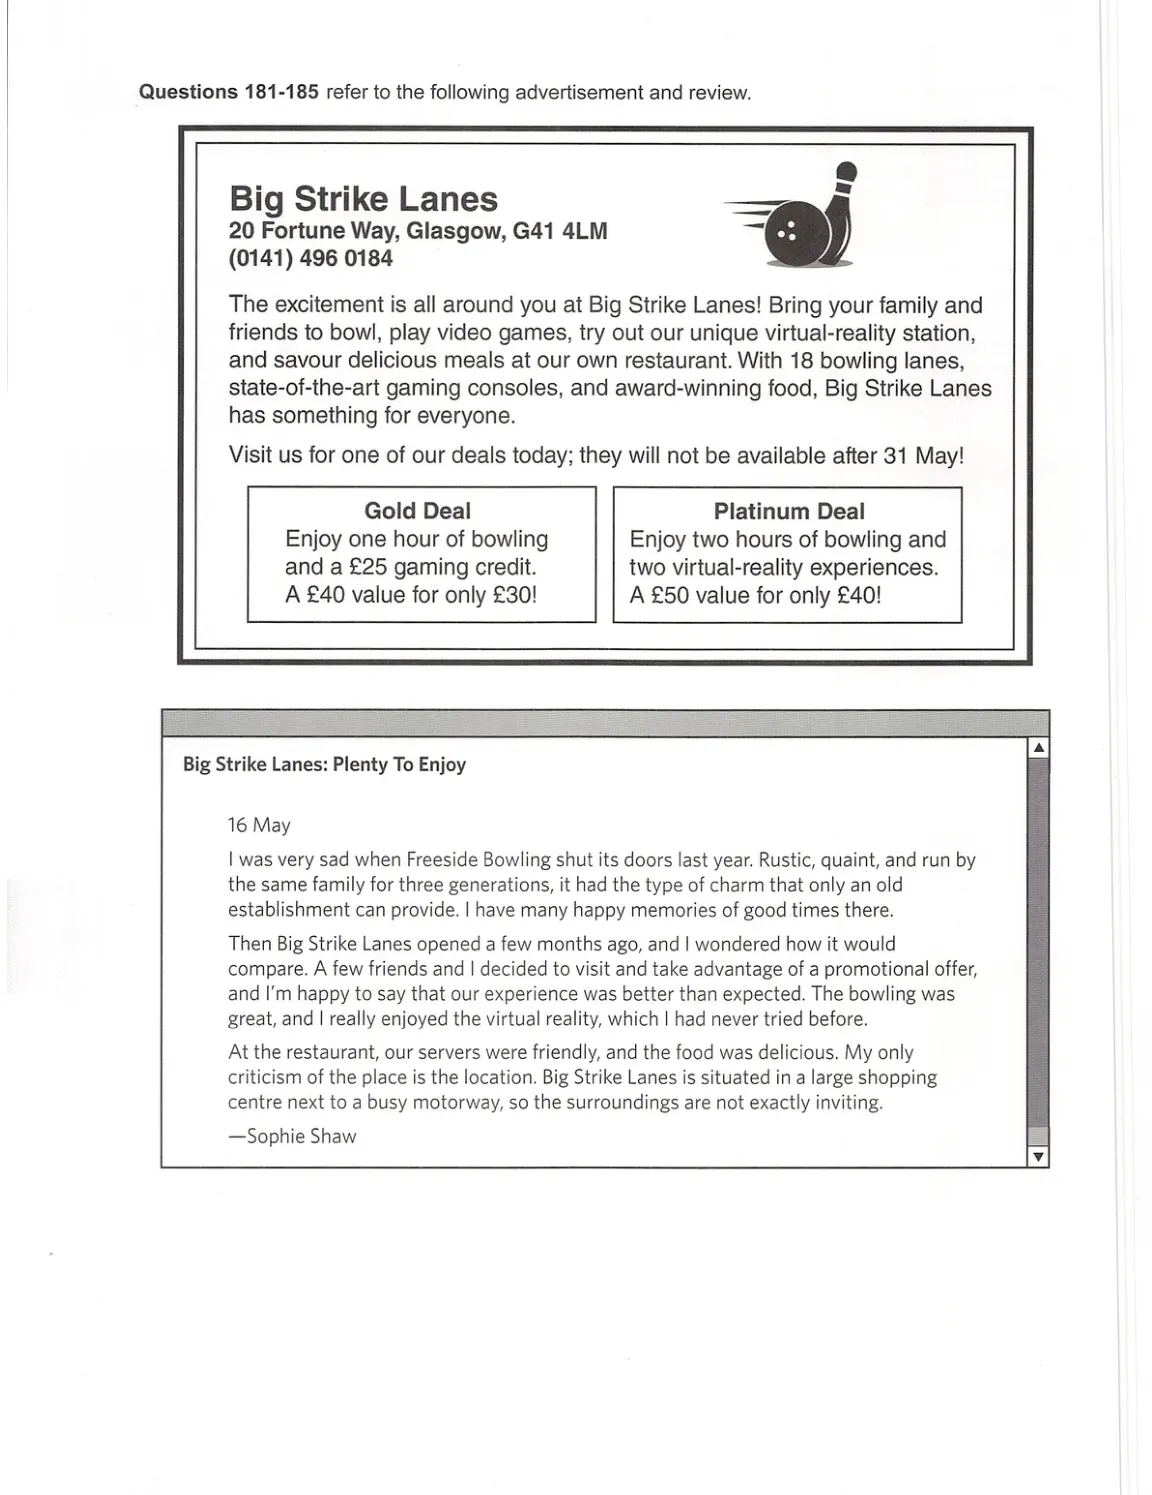 Questions 181-185 refer to the following advertisement and review.
Big Strike Lanes
20 Fortune Way, Glasgow, G41 4LM
(0141) 496 0184
The excitement is all around you at Big Strike Lanes! Bring your family and
friends to bowl, play video games, try out our unique virtual-reality station,
and savour delicious meals at our own restaurant. With 18 bowling lanes,
state-of-the-art gaming consoles, and award-winning food, Big Strike Lanes
has something for everyone.
Visit us for one of our deals today; they will not be available after 31 May!
Gold Deal
Enjoy one hour of bowling
and a £25 gaming credit.
A £40 value for only £30!
Platinum Deal
Enjoy two hours of bowling and
two virtual-reality experiences.
A £50 value for only £40!
Big Strike Lanes: Plenty To Enjoy
16 May
I was very sad when Freeside Bowling shut its doors last year. Rustic, quaint, and run by
the same family for three generations, it had the type of charm that only an old
establishment can provide. I have many happy memories of good times there.
Then Big Strike Lanes opened a few months ago, and I wondered how it would
compare. A few friends and I decided to visit and take advantage of a promotional offer,
and I'm happy to say that our experience was better than expected. The bowling was
great, and I really enjoyed the virtual reality, which I had never tried before.
At the restaurant, our servers were friendly, and the food was delicious. My only
criticism of the place is the location. Big Strike Lanes is situated in a large shopping
centre next to a busy motorway, so the surroundings are not exactly inviting.
—Sophie Shaw